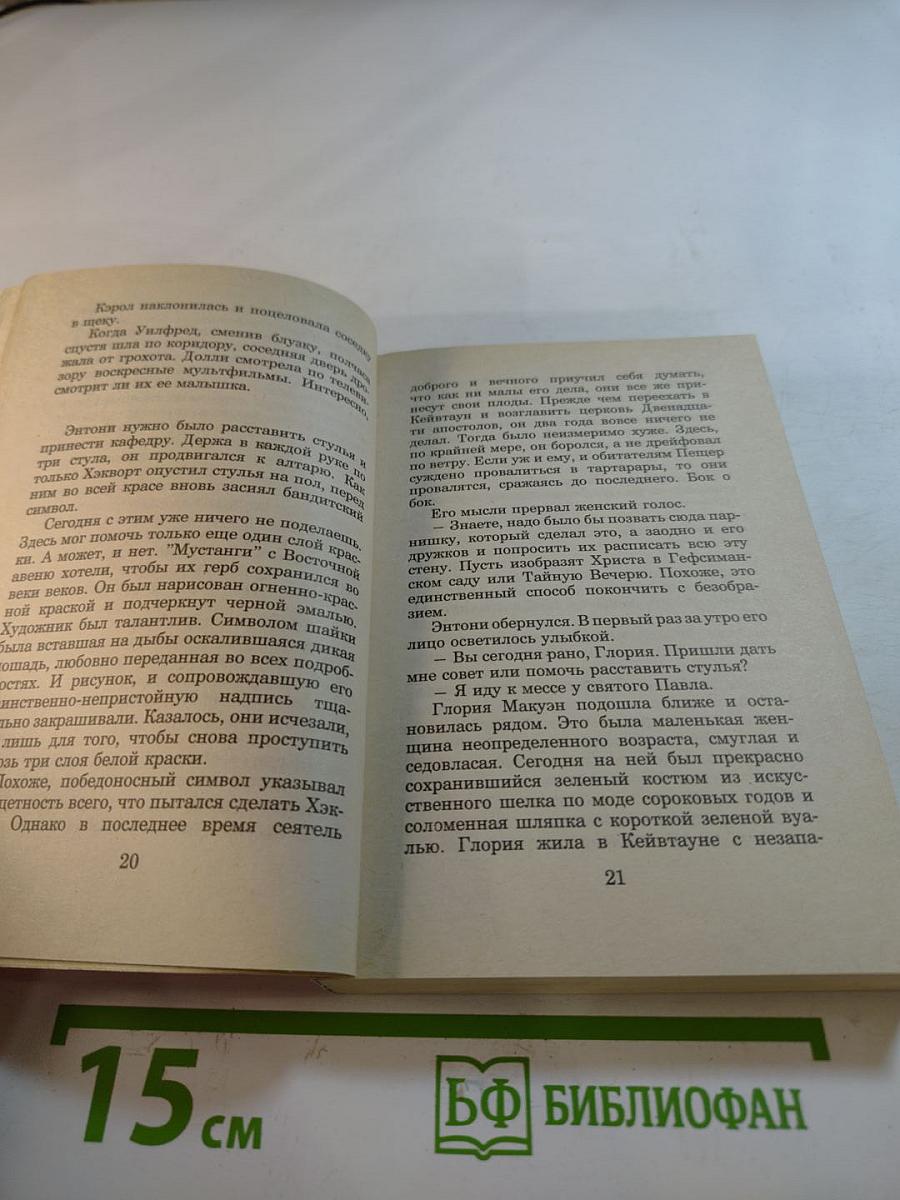 Кэрол наклонилась и поцеловала соседку
в щеку.
Когда Уилфред, сменив блузку, полчаса
спустя шла по коридору, соседняя дверь дро-
жала от грохота. Долли смотрела по телеви-
зору воскресные мультфильмы. Интересно,
смотрит ли их ее малышка.
Энтони нужно было расставить стулья и
принести кафедру. Держа в каждой руке по
три стула, он продвигался к алтарю. Как
только Хэкворт опустил стулья на пол, перед
ним во всей красе вновь засиял бандитский
символ.
Сегодня с этим уже ничего не поделаешь.
Здесь мог помочь только еще один слой крас-
ки. А может, и нет. "Мустанги" с Восточной
авеню хотели, чтобы их герб сохранился во
веки веков. Он был нарисован огненно-крас-
ной краской и подчеркнут черной эмалью.
Художник был талантлив. Символом шайки
была вставшая на дыбы оскалившаяся дикая
лошадь, любовно переданная во всех подроб-
остях. И рисунок, и сопровождавшую его
инственно-непристойную надпись тща-
льно закрашивали. Казалось, они исчезали,
лишь для того, чтобы снова проступить
озь три слоя белой краски.
Похоже, победоносный символ указывал
щетность всего, что пытался сделать Хэк-
Однако в последнее время сеятель
20
доброго и вечного приучил себя думать,
что как ни малы его дела, они все же при-
несут свои плоды. Прежде чем переехать в
Кейвтаун и возглавить церковь Двенадца-
ти апостолов, он два года вовсе ничего не
делал. Тогда было неизмеримо хуже. Здесь,
по крайней мере, он боролся, а не дрейфовал
по ветру. Если уж и ему, и обитателям Пещер
суждено провалиться в тартарары, то они
провалятся, сражаясь до последнего. Бок о
бок.
Его мысли прервал женский голос.
— Знаете, надо было бы позвать сюда пар-
нишку, который сделал это, а заодно и его
дружков и попросить их расписать всю эту
стену. Пусть изобразят Христа в Гефсиман-
ском саду или Тайную Вечерю. Похоже, это
единственный способ покончить с безобра-
зием.
Энтони обернулся. В первый раз за утро его
лицо осветилось улыбкой.
— Вы сегодня рано, Глория. Пришли дать
мне совет или помочь расставить стулья?
— Я иду к мессе у святого Павла.
Глория Макуэн подошла ближе и оста-
новилась рядом. Это была маленькая жен-
щина неопределенного возраста, смуглая и
седовласая. Сегодня на ней был прекрасно
сохранившийся зеленый костюм из искус-
ственного шелка по моде сороковых годов и
соломенная шляпка с короткой зеленой вуа-
лью. Глория жила в Кейвтауне с незапа-
21
15 см
БФ БИБЛИОФАН